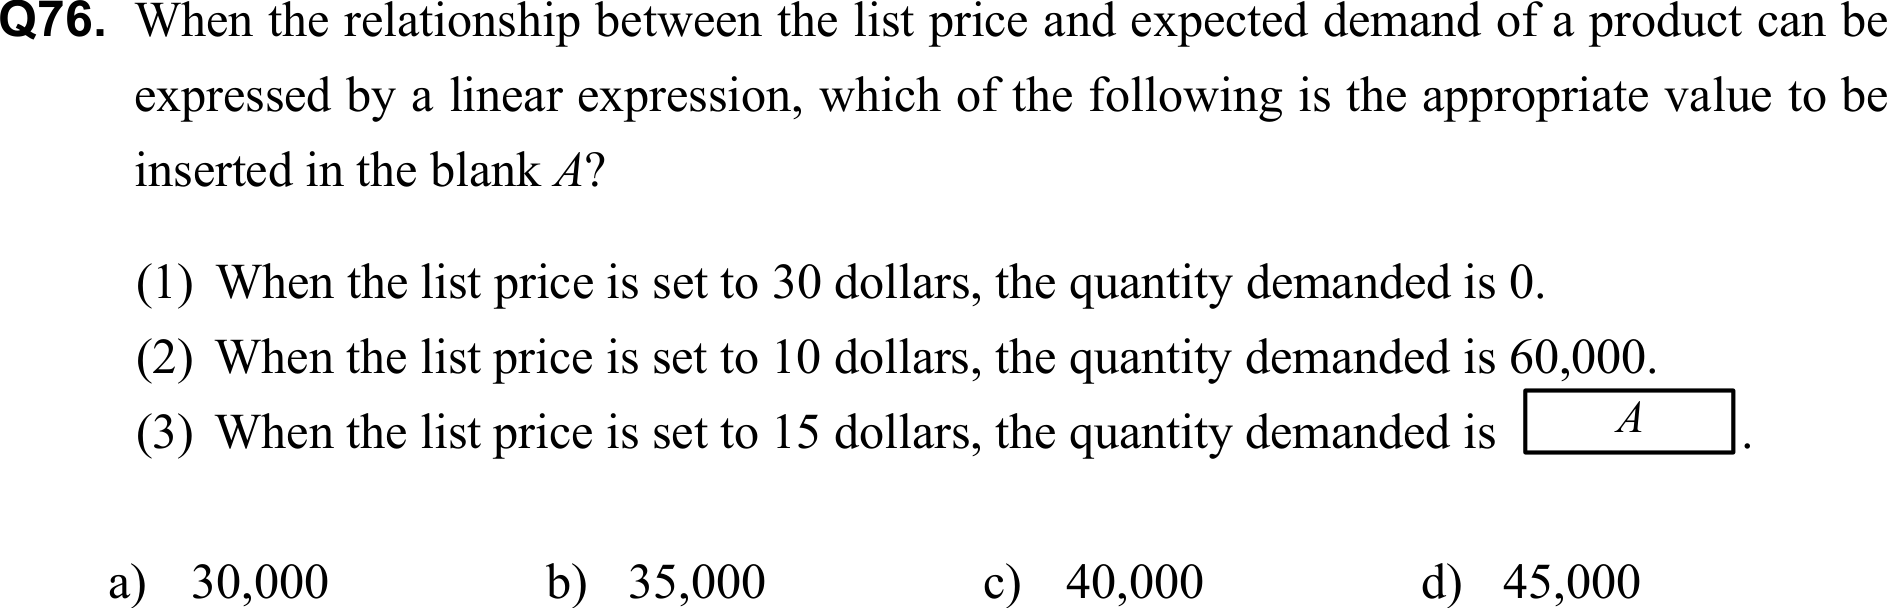 Q76. When the relationship between the list price and expected demand of a product can be
expressed by a linear expression, which of the following is the appropriate value to be
inserted in the blank A?
(1) When the list price is set to 30 dollars, the quantity demanded is 0.
(2) When the list price is set to 10 dollars, the quantity demanded is 60,000.
(3) When the list price is set to 15 dollars, the quantity demanded is A.
a) 30,000 b) 35,000 c) 40,000 d) 45,000